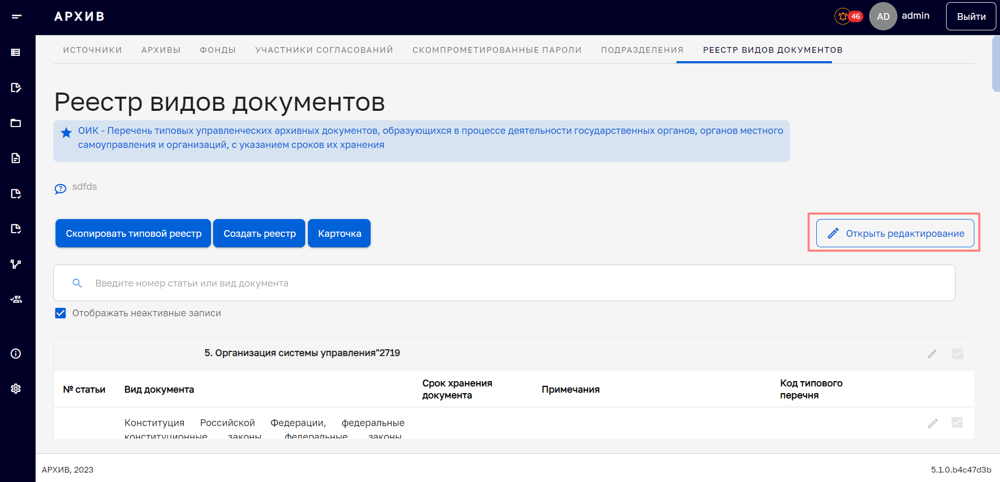 АРХИВ
46
AD
admin
Выйти
ИСТОЧНИКИ АРХИВЫ ФОНДЫ УЧАСТНИКИ СОГЛАСОВАНИЙ СКОМПРОМЕТИРОВАННЫЕ ПАРОЛИ ПОДРАЗДЕЛЕНИЯ РЕЕСТР ВИДОВ ДОКУМЕНТОВ
Реестр видов документов
ОИК - Перечень типовых управленческих архивных документов, образующихся в процессе деятельности государственных органов, органов местного
самоуправления и организаций, с указанием сроков их хранения
sdfds
Скопировать типовой реестр
Создать реестр
Карточка
Открыть редактирование
Введите номер статьи или вид документа
Отображать неактивные записи
5. Организация системы управления"2719
№ статьи
Вид документа
Срок хранения
документа
Примечания
Код типового
перечня
Конституция Российской Федерации, федеральные
конституционные законы, федеральные законы,
АРХИВ, 2023
5.1.0.b4c47d3b